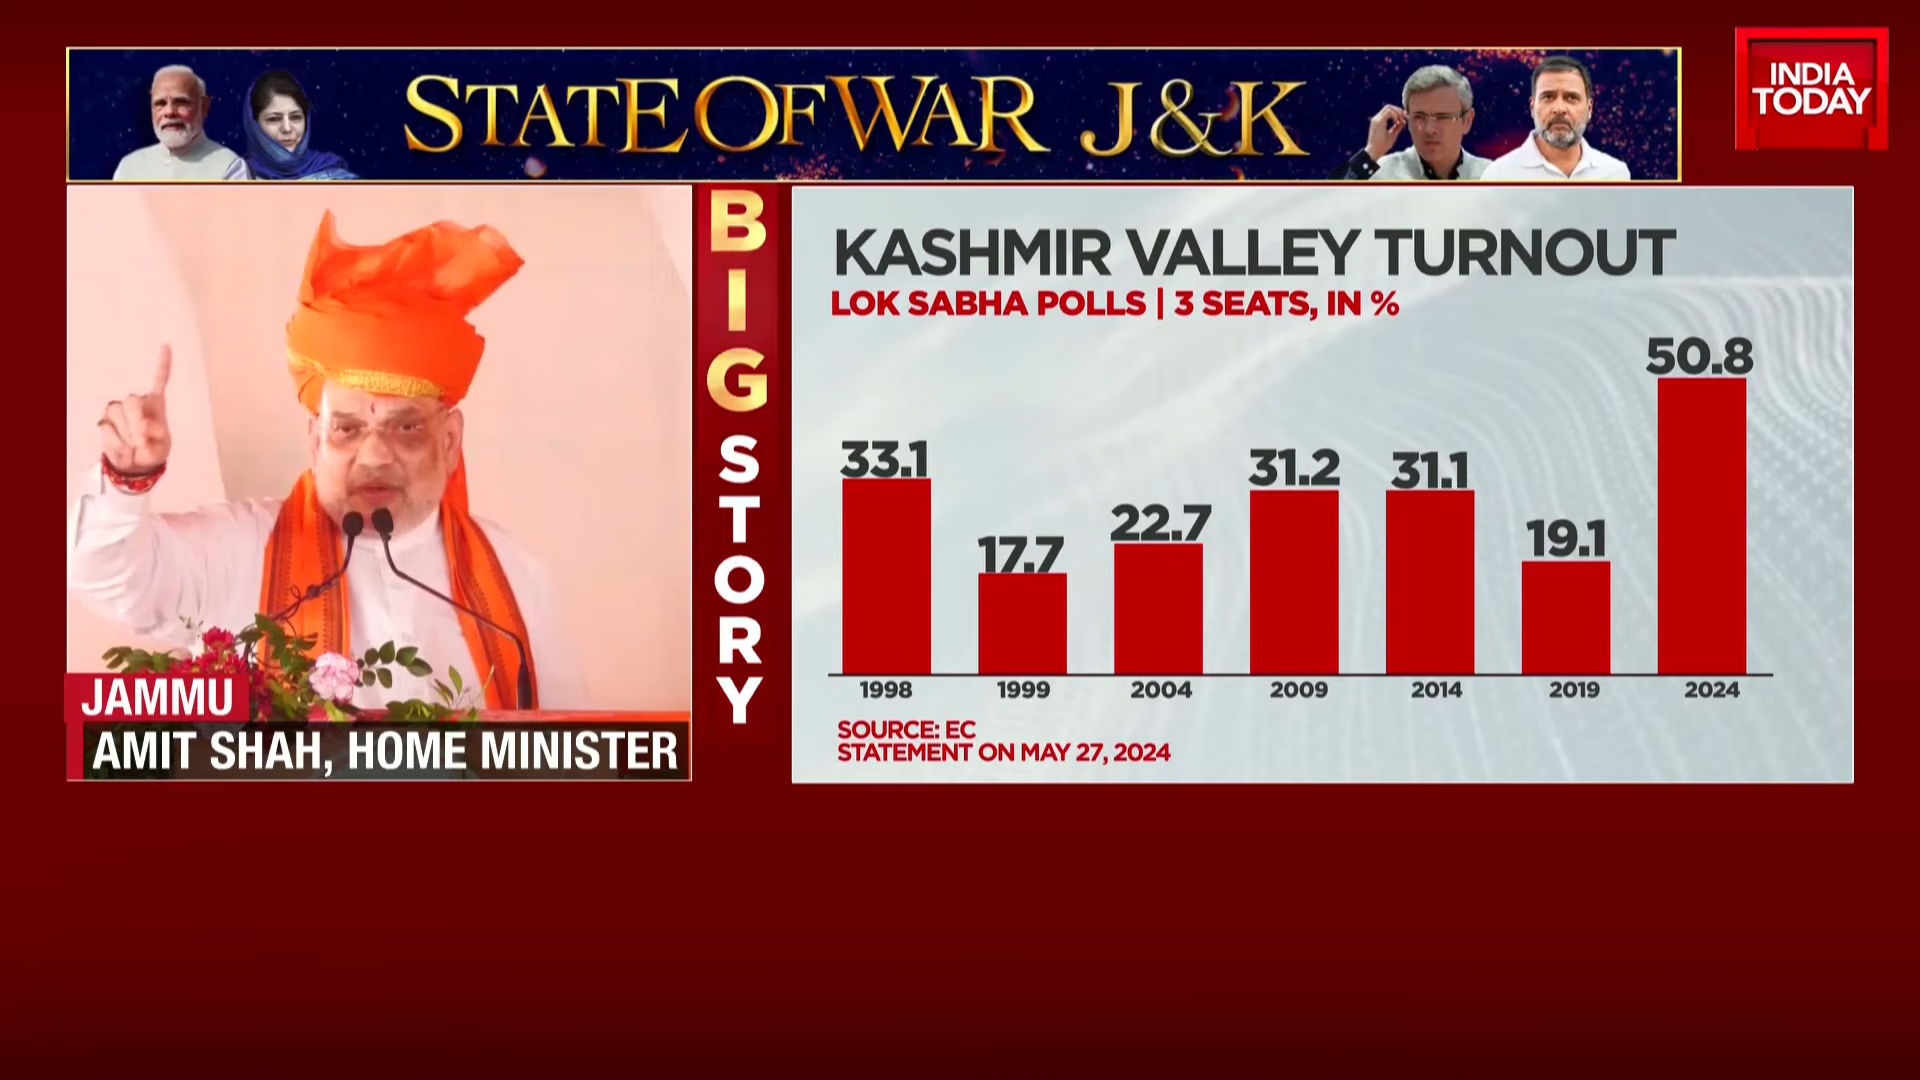 STATE OF WAR J&K
INDIA
TODAY
BIG STORY
KASHMIR VALLEY TURNOUT
LOK SABHA POLLS | 3 SEATS, IN %
33.1
17.7
22.7
31.2
31.1
19.1
50.8
1998
1999
2004
2009
2014
2019
2024
SOURCE: EC
STATEMENT ON MAY 27, 2024
JAMMU
AMIT SHAH, HOME MINISTER